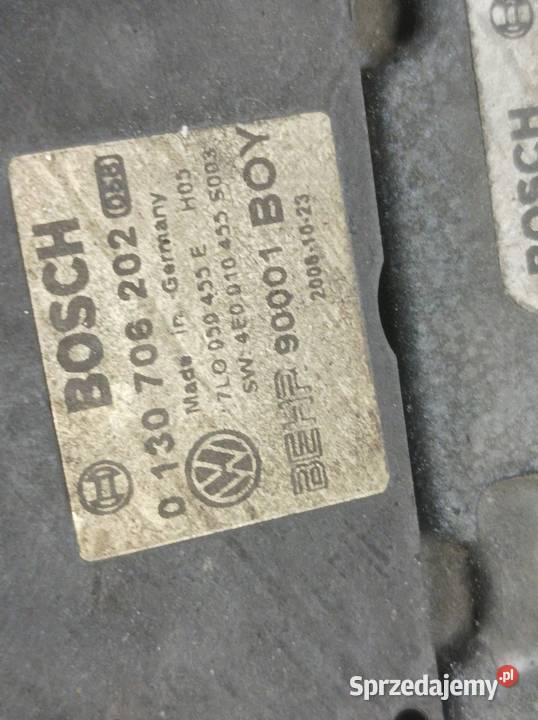 BOSCH
0 130 706 202 058
Made in Germany H05
7L0 959 455 E
SW: 4E0 910 455 S003
BEHR 90001 BOY
2006-10-23
BOSCH
Sprzedajemy.pl